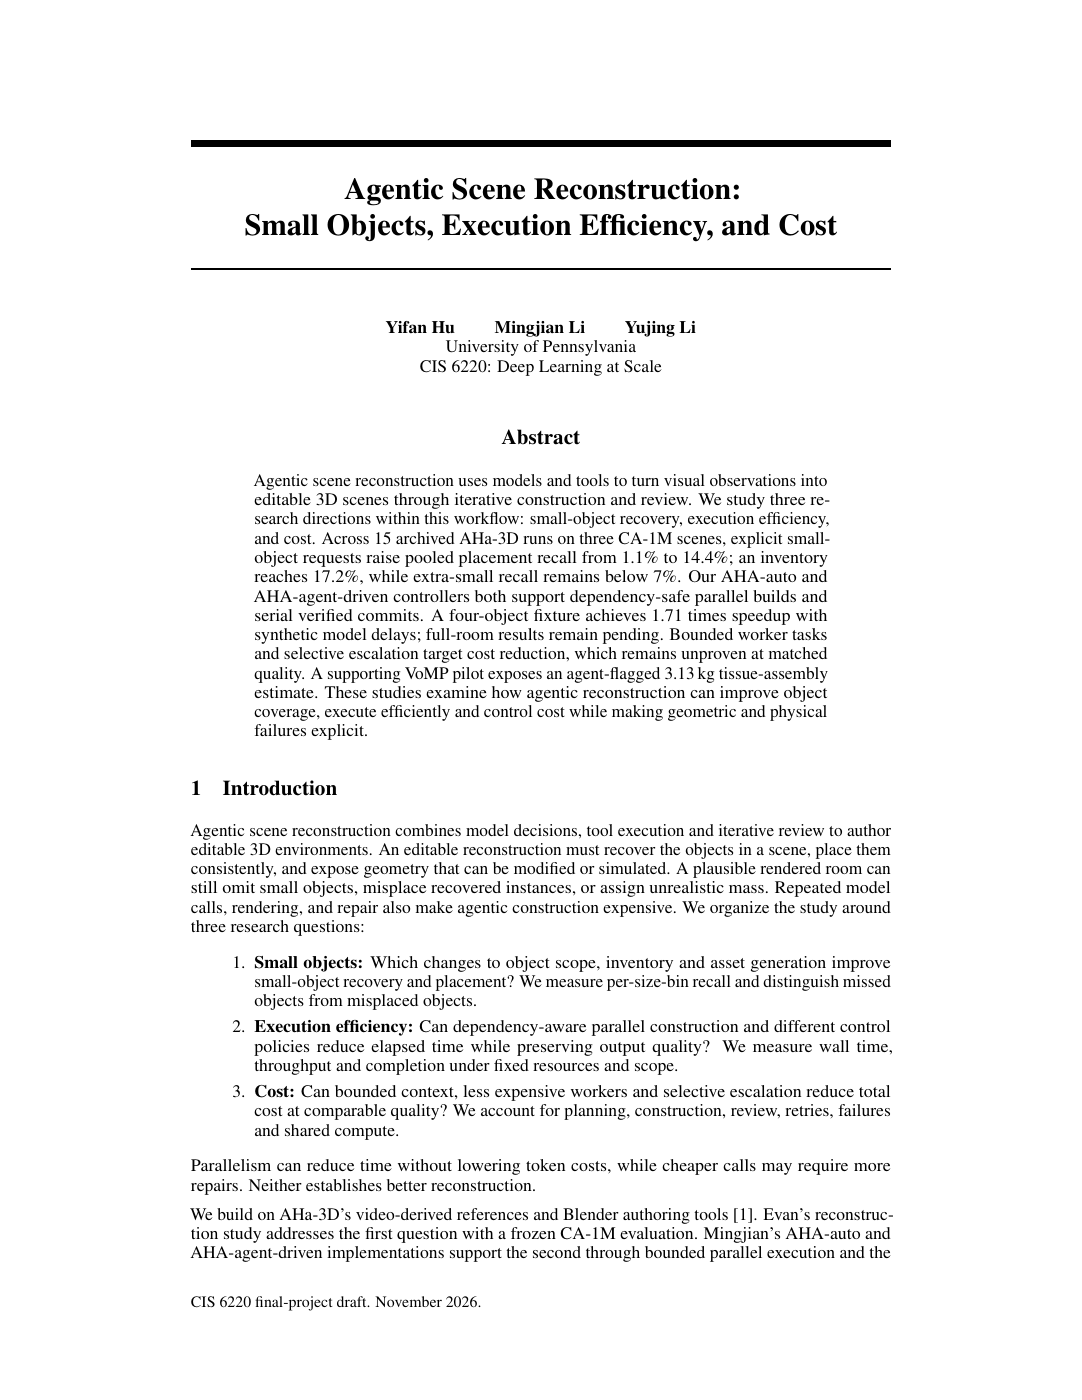 Agentic Scene Reconstruction:
Small Objects, Execution Efficiency, and Cost
Yifan Hu Mingjian Li Yujing Li
University of Pennsylvania
CIS 6220: Deep Learning at Scale
Abstract
Agentic scene reconstruction uses models and tools to turn visual observations into
editable 3D scenes through iterative construction and review. We study three re-
search directions within this workflow: small-object recovery, execution efficiency,
and cost. Across 15 archived AHa-3D runs on three CA-1M scenes, explicit small-
object requests raise pooled placement recall from 1.1% to 14.4%; an inventory
reaches 17.2%, while extra-small recall remains below 7%. Our AHA-auto and
AHA-agent-driven controllers both support dependency-safe parallel builds and
serial verified commits. A four-object fixture achieves 1.71 times speedup with
synthetic model delays; full-room results remain pending. Bounded worker tasks
and selective escalation target cost reduction, which remains unproven at matched
quality. A supporting VoMP pilot exposes an agent-flagged 3.13 kg tissue-assembly
estimate. These studies examine how agentic reconstruction can improve object
coverage, execute efficiently and control cost while making geometric and physical
failures explicit.
1 Introduction
Agentic scene reconstruction combines model decisions, tool execution and iterative review to author
editable 3D environments. An editable reconstruction must recover the objects in a scene, place them
consistently, and expose geometry that can be modified or simulated. A plausible rendered room can
still omit small objects, misplace recovered instances, or assign unrealistic mass. Repeated model
calls, rendering, and repair also make agentic construction expensive. We organize the study around
three research questions:
1. Small objects: Which changes to object scope, inventory and asset generation improve
small-object recovery and placement? We measure per-size-bin recall and distinguish missed
objects from misplaced objects.
2. Execution efficiency: Can dependency-aware parallel construction and different control
policies reduce elapsed time while preserving output quality? We measure wall time,
throughput and completion under fixed resources and scope.
3. Cost: Can bounded context, less expensive workers and selective escalation reduce total
cost at comparable quality? We account for planning, construction, review, retries, failures
and shared compute.
Parallelism can reduce time without lowering token costs, while cheaper calls may require more
repairs. Neither establishes better reconstruction.
We build on AHa-3D's video-derived references and Blender authoring tools [1]. Evan's reconstruc-
tion study addresses the first question with a frozen CA-1M evaluation. Mingjian's AHA-auto and
AHA-agent-driven implementations support the second through bounded parallel execution and the
CIS 6220 final-project draft. November 2026.